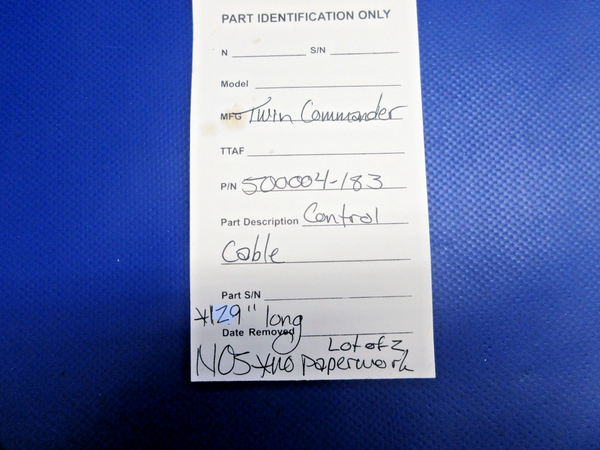 PART IDENTIFICATION ONLY
N S/N
Model
MFG Twin Commander
TTAF
P/N 500004-183
Part Description Control
Cable
Part S/N
*129" long
Date Removed
Lot of 2
NOS *no paperwork